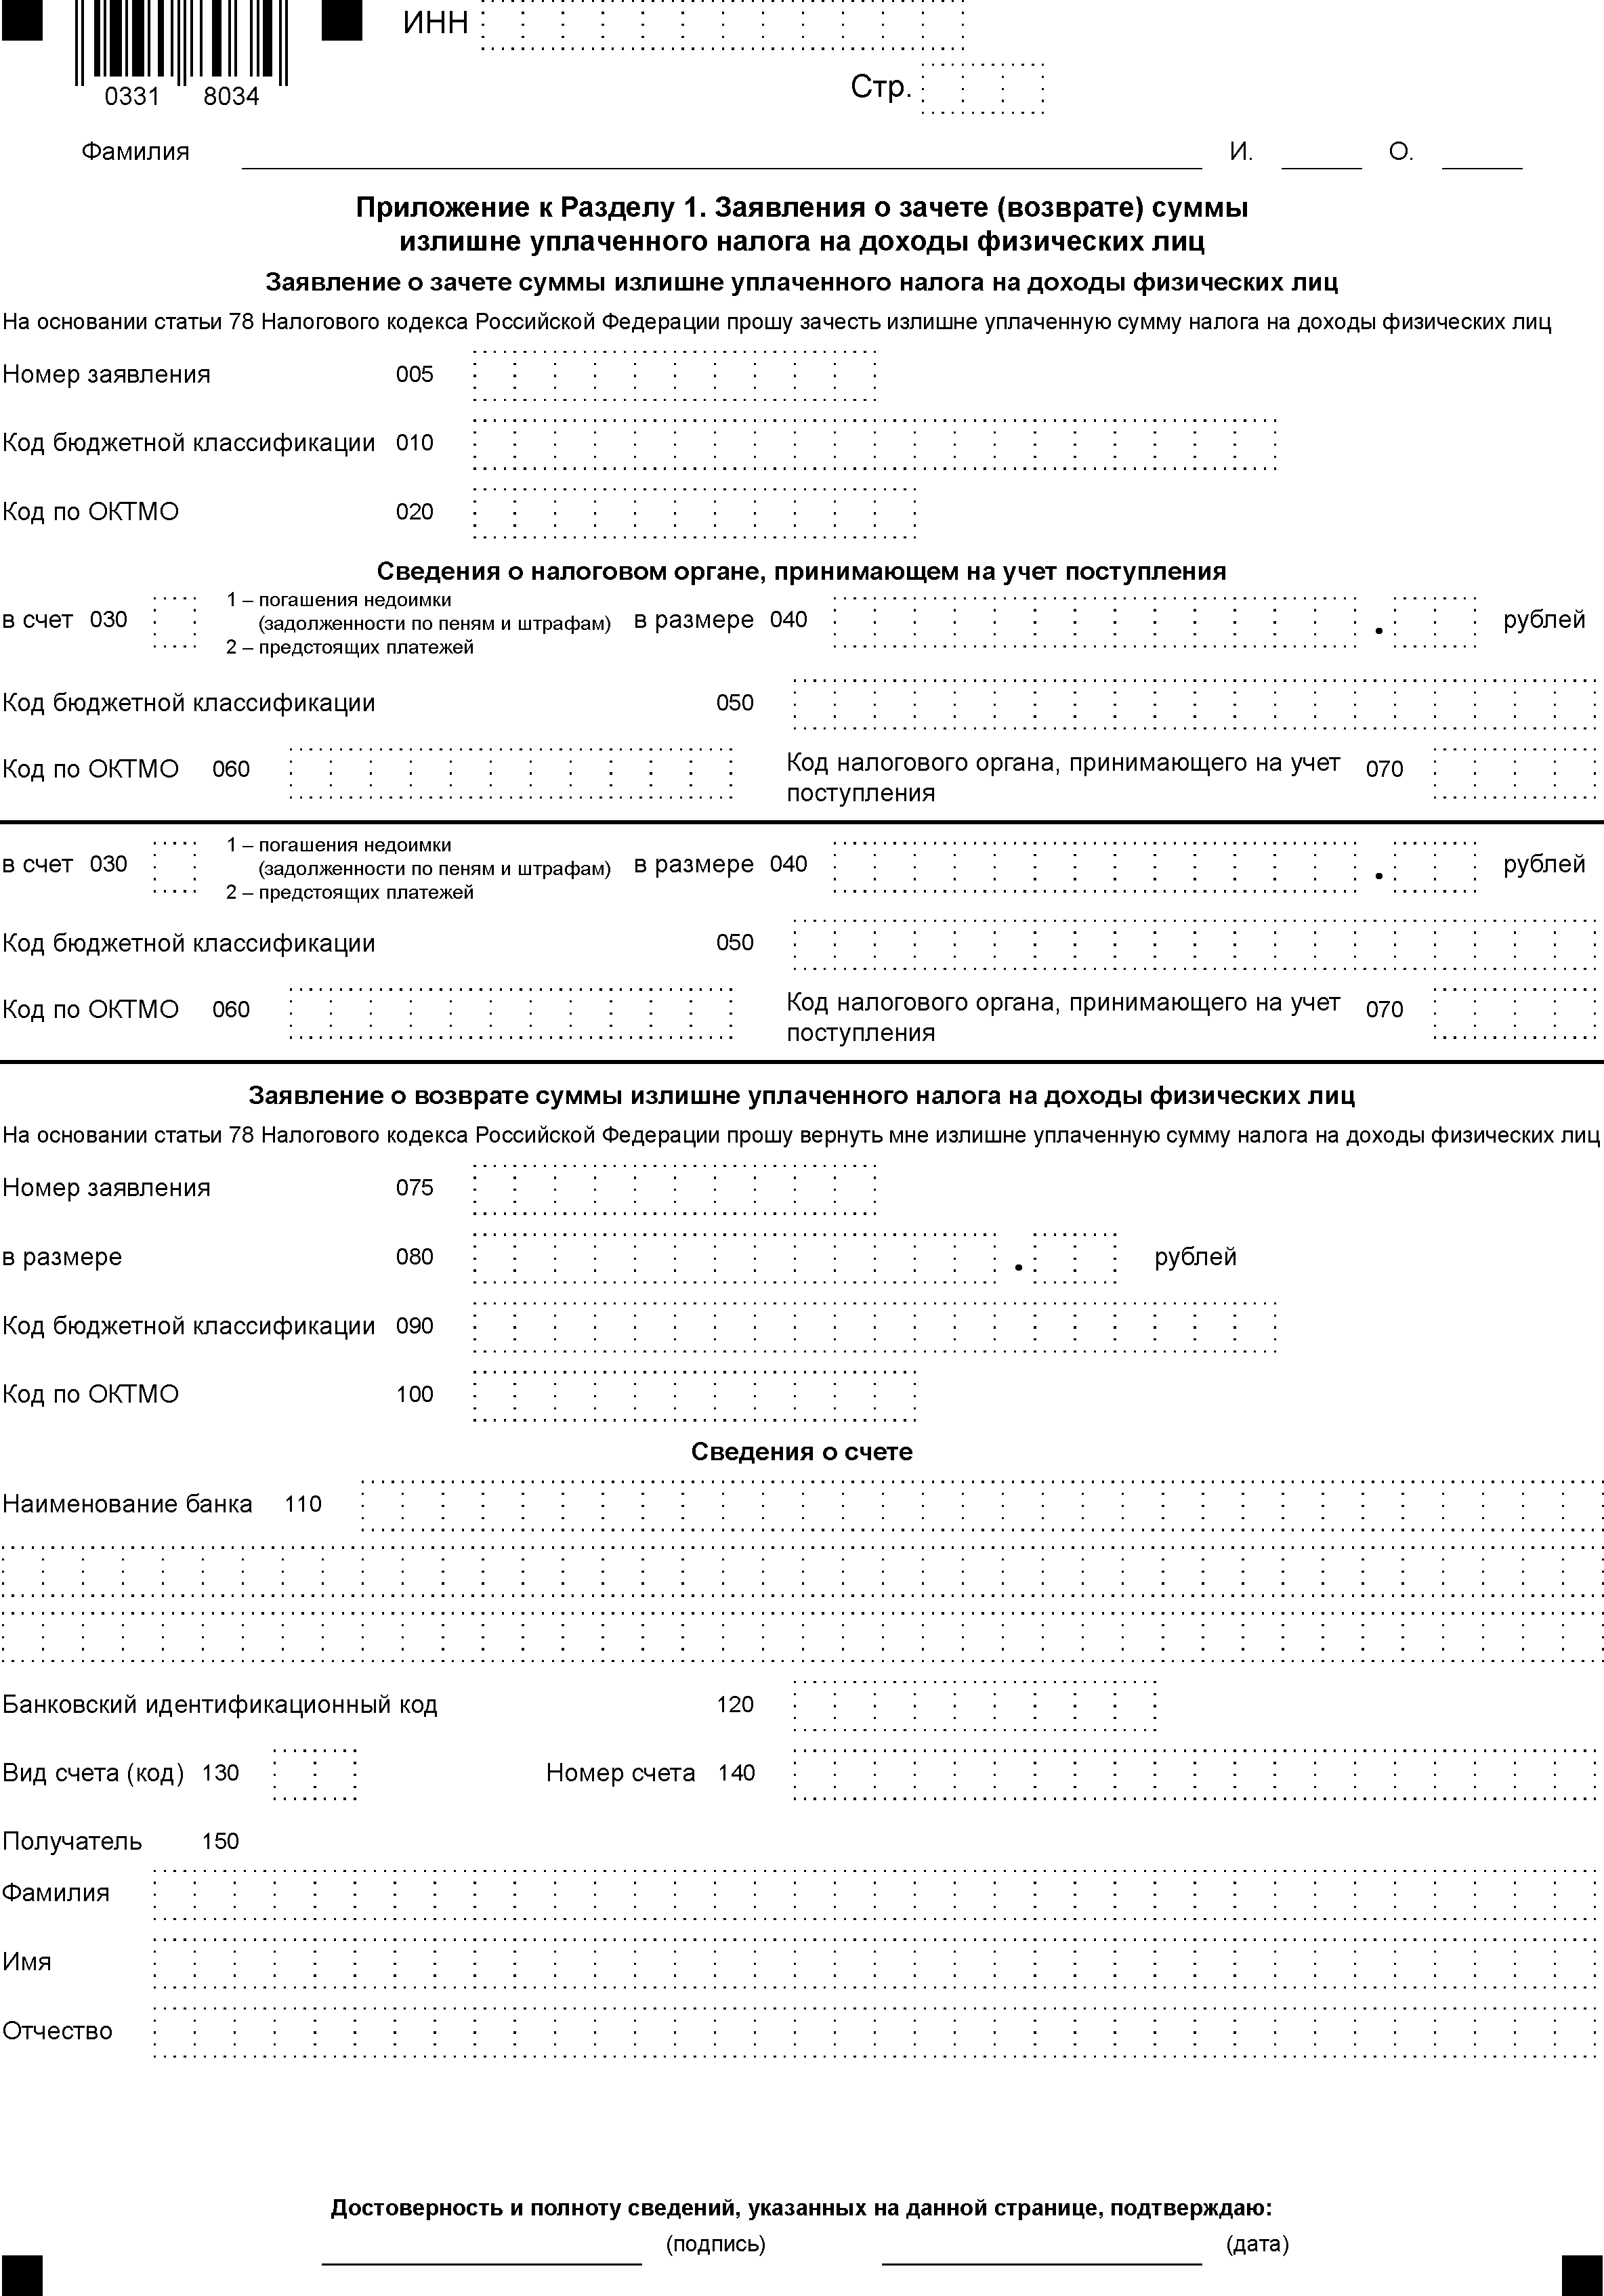 ИНН
0331 8034
Стр.
Фамилия И. О.
Приложение к Разделу 1. Заявления о зачете (возврате) суммы
излишне уплаченного налога на доходы физических лиц
Заявление о зачете суммы излишне уплаченного налога на доходы физических лиц
На основании статьи 78 Налогового кодекса Российской Федерации прошу зачесть излишне уплаченную сумму налога на доходы физических лиц
Номер заявления 005
Код бюджетной классификации 010
Код по ОКТМО 020
Сведения о налоговом органе, принимающем на учет поступления
1 – погашения недоимки
в счет 030 (задолженности по пеням и штрафам) в размере 040 . рублей
2 – предстоящих платежей
Код бюджетной классификации 050
Код по ОКТМО 060 Код налогового органа, принимающего на учет 070
поступления
1 – погашения недоимки
в счет 030 (задолженности по пеням и штрафам) в размере 040 . рублей
2 – предстоящих платежей
Код бюджетной классификации 050
Код по ОКТМО 060 Код налогового органа, принимающего на учет 070
поступления
Заявление о возврате суммы излишне уплаченного налога на доходы физических лиц
На основании статьи 78 Налогового кодекса Российской Федерации прошу вернуть мне излишне уплаченную сумму налога на доходы физических лиц
Номер заявления 075
в размере 080 . рублей
Код бюджетной классификации 090
Код по ОКТМО 100
Сведения о счете
Наименование банка 110
Банковский идентификационный код 120
Вид счета (код) 130 Номер счета 140
Получатель 150
Фамилия
Имя
Отчество
Достоверность и полноту сведений, указанных на данной странице, подтверждаю:
(подпись) (дата)